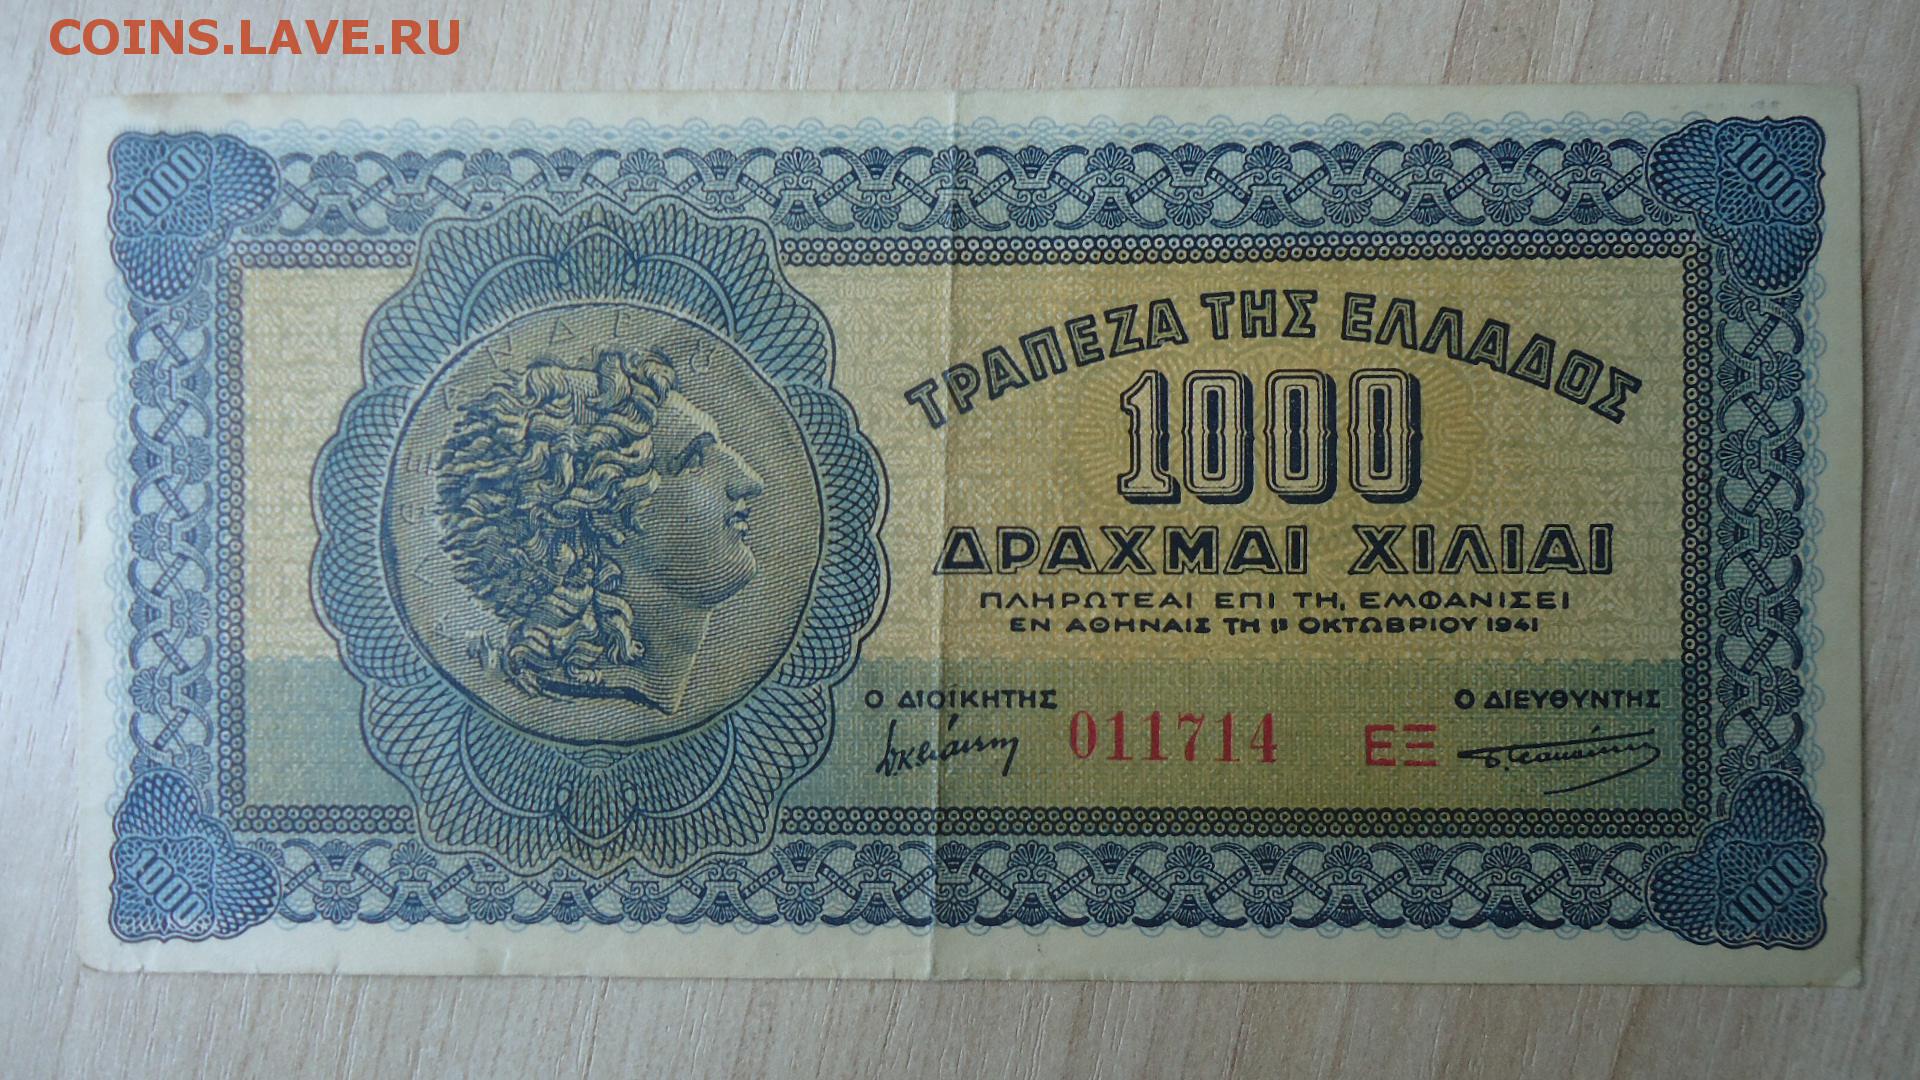 COINS.LAVE.RU
1000
1000
ΤΡΑΠΕΖΑ ΤΗΣ ΕΛΛΑΔΟΣ
1000
ΔΡΑΧΜΑΙ ΧΙΛΙΑΙ
ΠΛΗΡΩΤΕΑΙ ΕΠΙ ΤΗ, ΕΜΦΑΝΙΣΕΙ
ΕΝ ΑΘΗΝΑΙΣ ΤΗ 1ῃ ΟΚΤΩΒΡΙΟΥ 1941
Ο ΔΙΟΙΚΗΤΗΣ
Ο ΔΙΕΥΘΥΝΤΗΣ
011714 ΕΞ
1000
1000